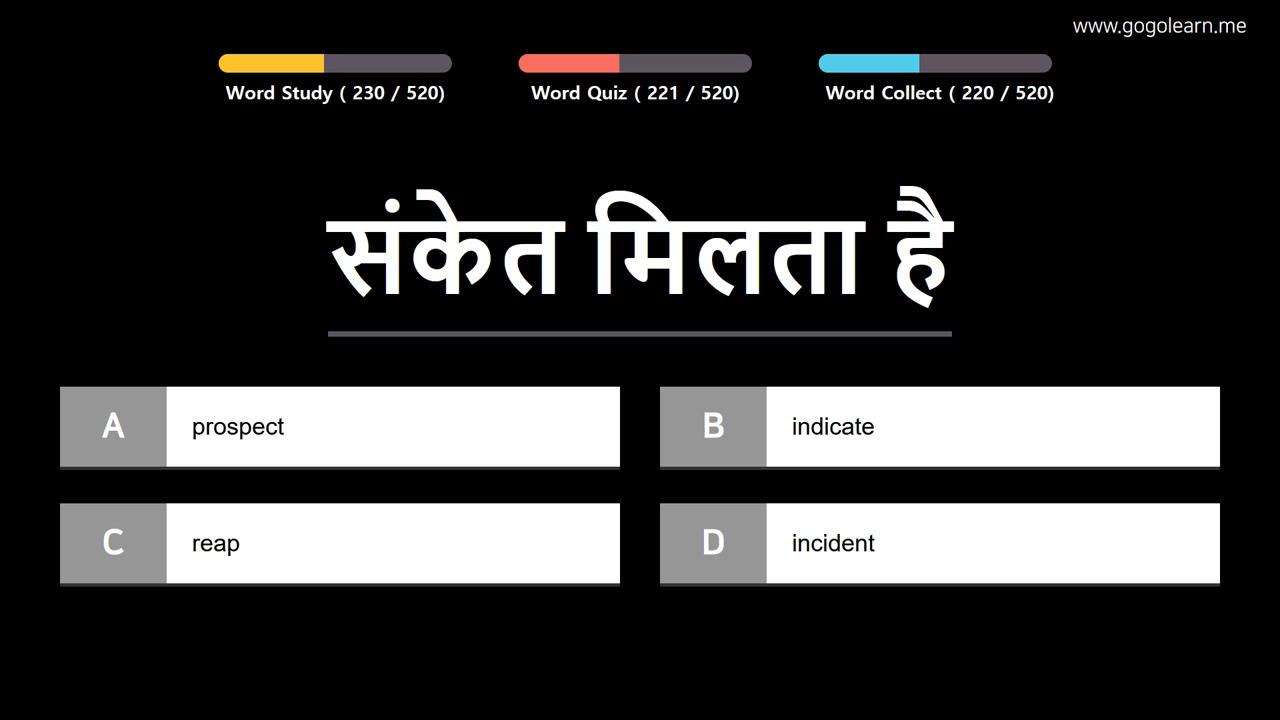 www.gogolearn.me
Word Study ( 230 / 520)
Word Quiz ( 221 / 520)
Word Collect ( 220 / 520)
संकेत मिलता है
A prospect
B indicate
C reap
D incident